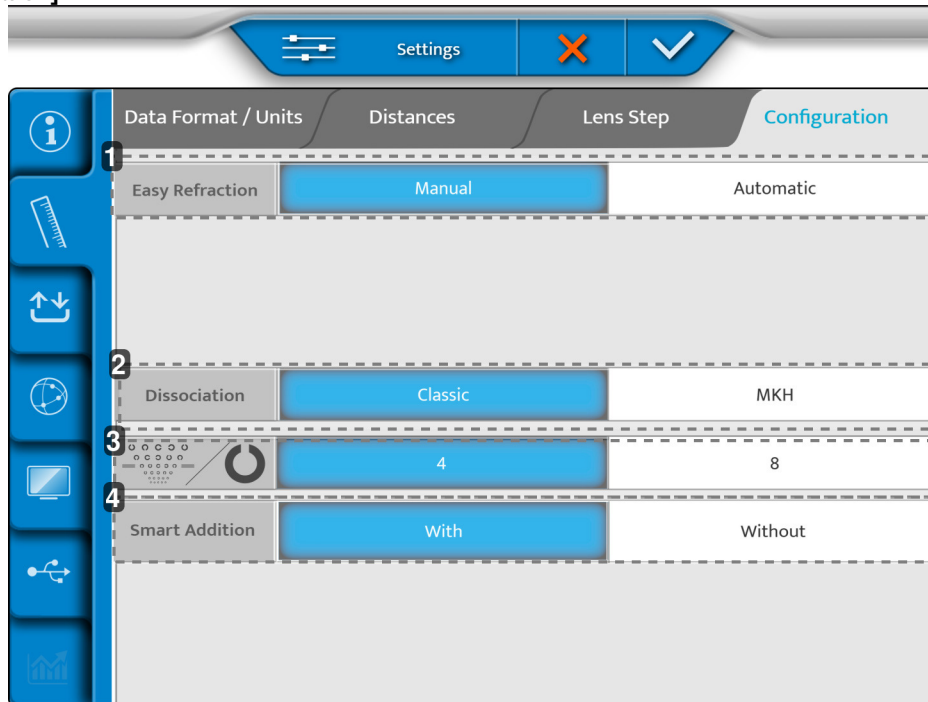 Settings
Data Format / Units Distances Lens Step Configuration
1
Easy Refraction Manual Automatic
2
Dissociation Classic MKH
3
4 8
4
Smart Addition With Without